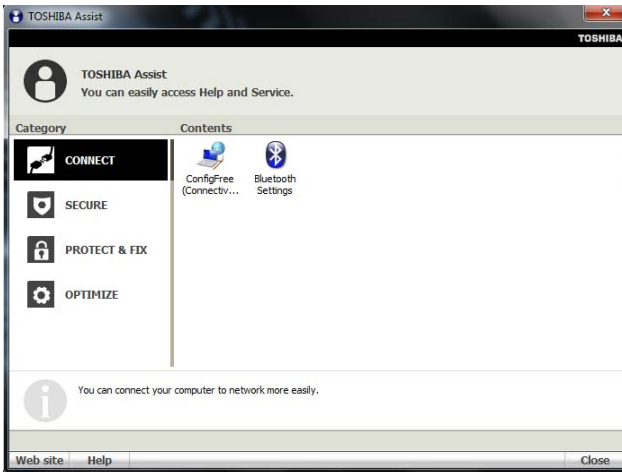 TOSHIBA Assist
TOSHIBA
TOSHIBA Assist
You can easily access Help and Service.
Category
Contents
CONNECT
SECURE
PROTECT & FIX
OPTIMIZE
ConfigFree
(Connectiv...
Bluetooth
Settings
You can connect your computer to network more easily.
Web site
Help
Close